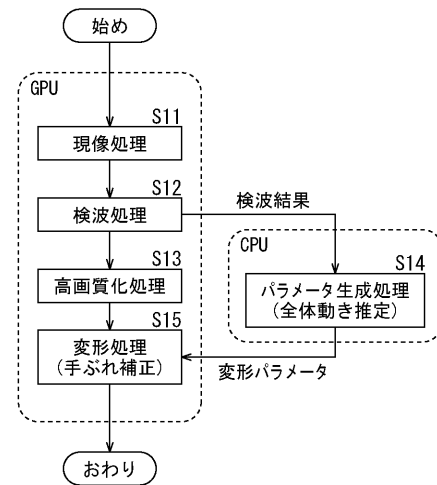 始め
GPU
S11
現像処理
S12
検波処理
検波結果
S13
高画質化処理
CPU
S14
パラメータ生成処理
(全体動き推定)
S15
変形処理
(手ぶれ補正)
変形パラメータ
おわり